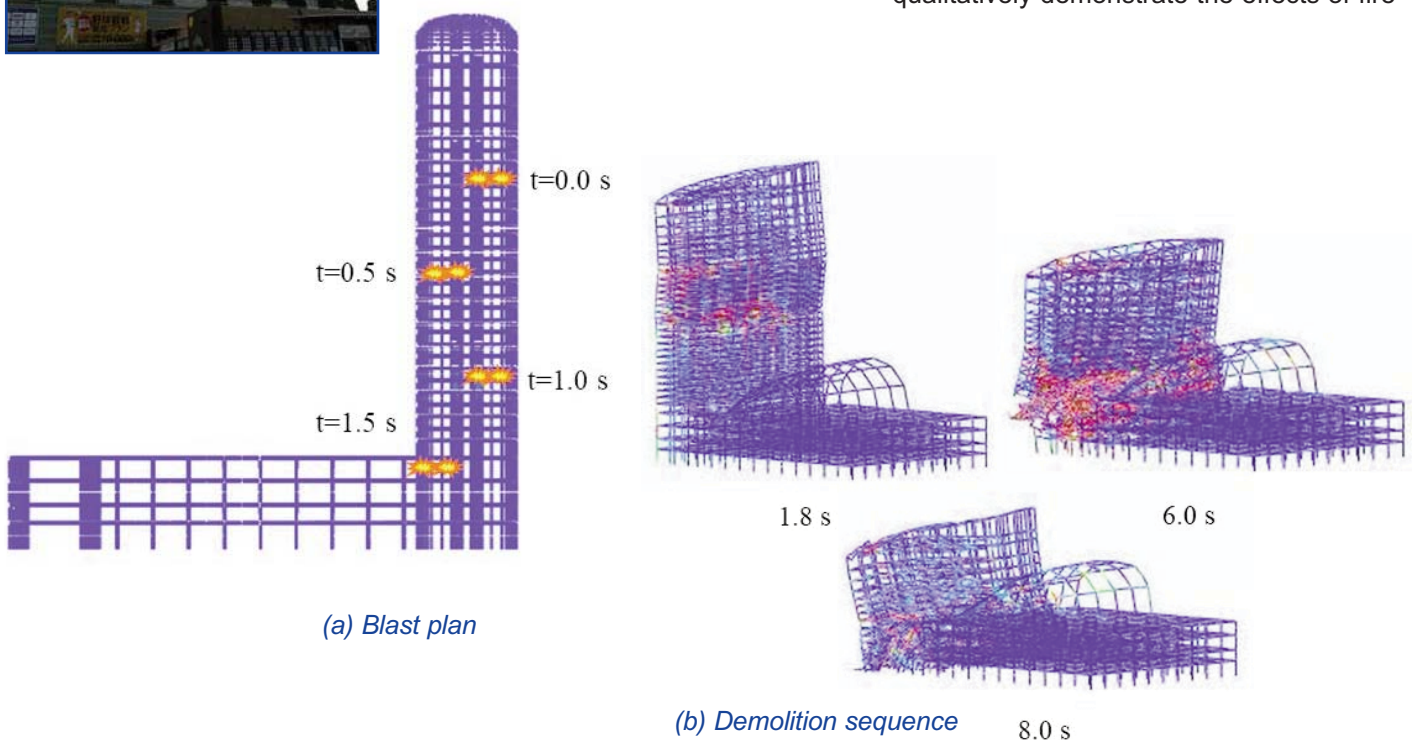 qualitatively demonstrate the effects of fire
t=0.0 s
t=0.5 s
t=1.0 s
t=1.5 s
(a) Blast plan
1.8 s
6.0 s
(b) Demolition sequence
8.0 s